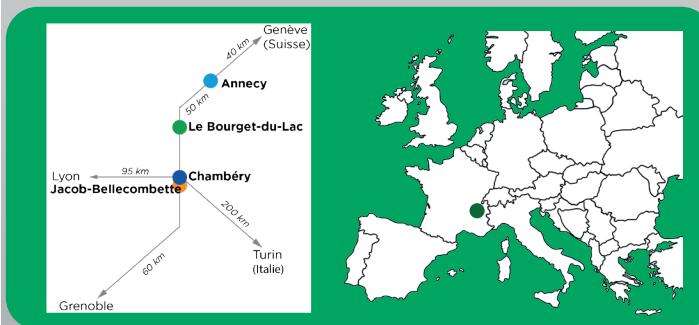 Genève
(Suisse)
40 km
Annecy
50 km
Le Bourget-du-Lac
Lyon
95 km
Chambéry
Jacob-Bellecombette
200 km
Turin
(Italie)
60 km
Grenoble